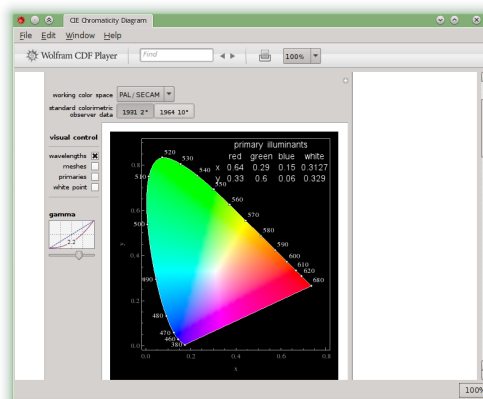 CIE Chromaticity Diagram
File Edit Window Help
Wolfram CDF Player Find 100%
working color space PAL/SECAM
standard colorimetric observer data 1931 2° 1964 10°
visual control
wavelengths
meshes
primaries
white point
gamma
2.2
primary illuminants
red green blue white
x 0.64 0.29 0.15 0.3127
y 0.33 0.6 0.06 0.329
520
530
540
550
560
570
580
590
600
610
620
680
510
500
490
480
470
460
380
0.8
0.6
0.4
0.2
0.0
y
0.0 0.2 0.4 0.6 0.8
x
100%